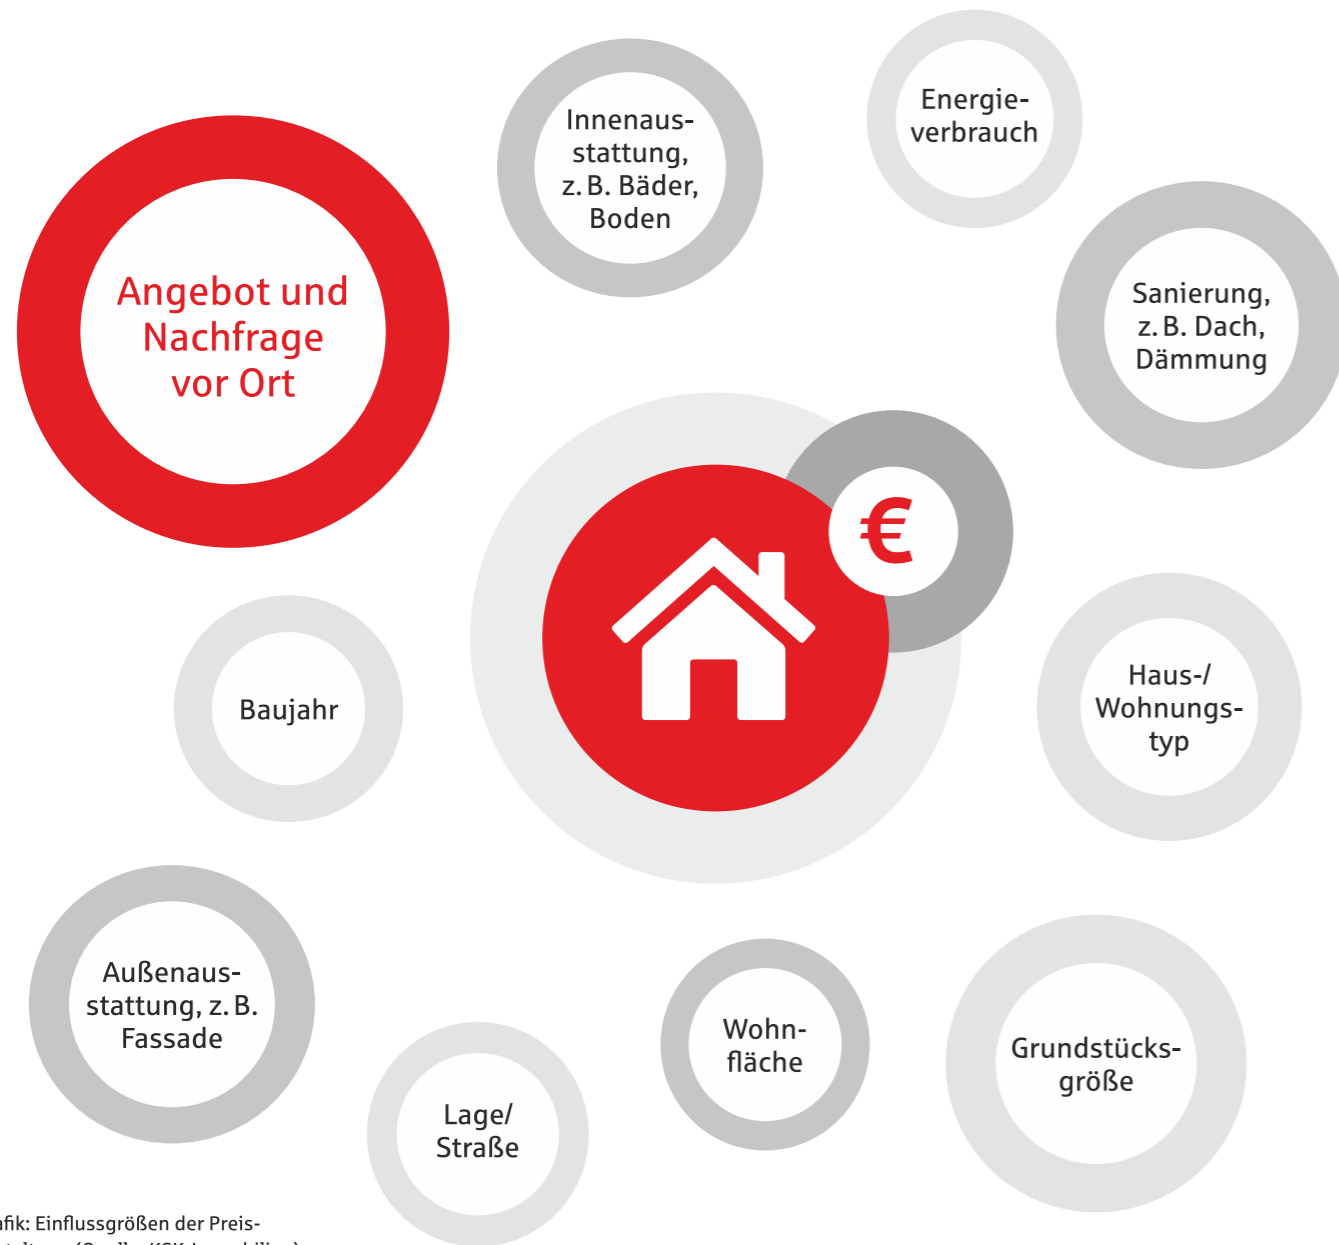 Energie-
verbrauch
Innenaus-
stattung,
z. B. Bäder,
Boden
Angebot und
Nachfrage
vor Ort
Sanierung,
z. B. Dach,
Dämmung
€
Baujahr
Haus-/
Wohnungs-
typ
Außenaus-
stattung, z. B.
Fassade
Wohn-
fläche
Grundstücks-
größe
Lage/
Straße
Einflussgrößen der Preis-